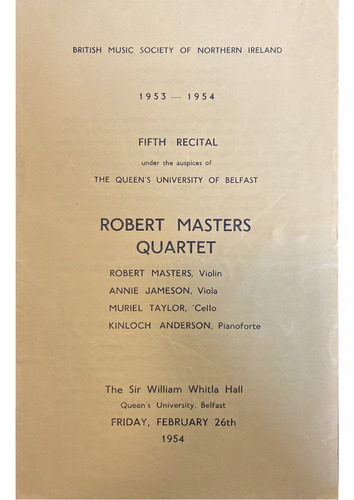 BRITISH MUSIC SOCIETY OF NORTHERN IRELAND
1953 — 1954
FIFTH RECITAL
under the auspices of
THE QUEEN'S UNIVERSITY OF BELFAST
ROBERT MASTERS
QUARTET
ROBERT MASTERS, Violin
ANNIE JAMESON, Viola
MURIEL TAYLOR, 'Cello
KINLOCH ANDERSON, Pianoforte
The Sir William Whitla Hall
Queen's University, Belfast
FRIDAY, FEBRUARY 26th
1954